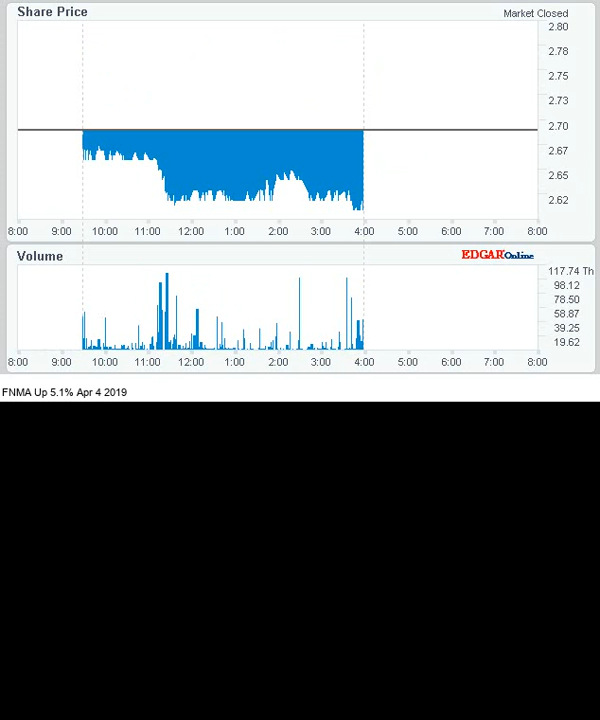 Share Price
Market Closed
2.80
2.78
2.75
2.73
2.70
2.67
2.65
2.62
8:00 9:00 10:00 11:00 12:00 1:00 2:00 3:00 4:00 5:00 6:00 7:00 8:00
Volume
EDGAR Online
117.74 Th
98.12
78.50
58.87
39.25
19.62
8:00 9:00 10:00 11:00 12:00 1:00 2:00 3:00 4:00 5:00 6:00 7:00 8:00
FNMA Up 5.1% Apr 4 2019